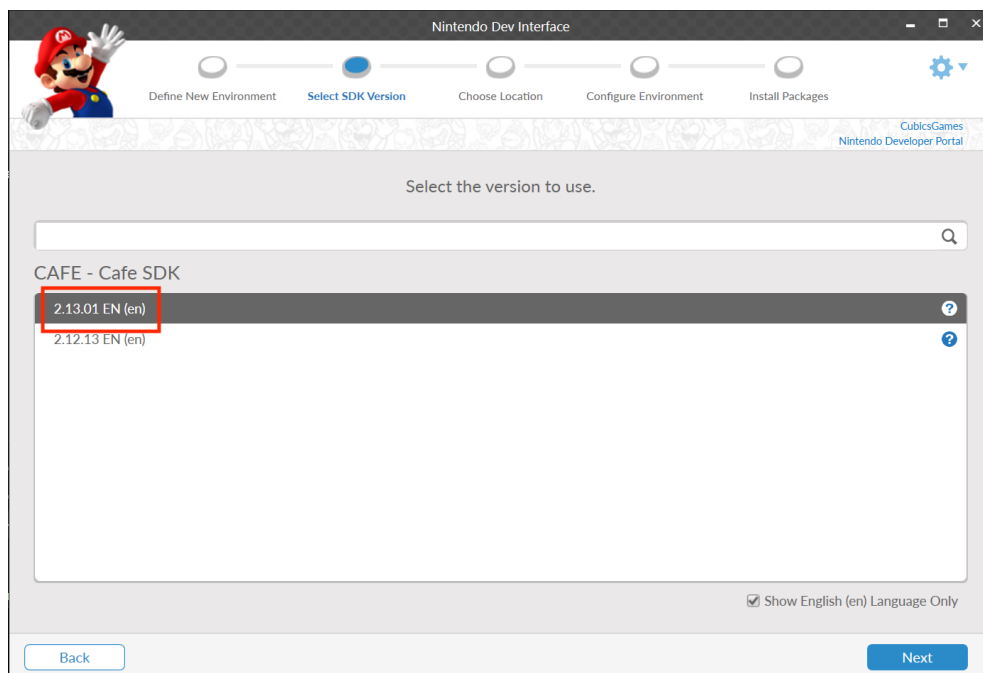 Nintendo Dev Interface
Define New Environment
Select SDK Version
Choose Location
Configure Environment
Install Packages
CubicsGames
Nintendo Developer Portal
Select the version to use.
CAFE - Cafe SDK
2.13.01 EN (en)
2.12.13 EN (en)
Show English (en) Language Only
Back
Next